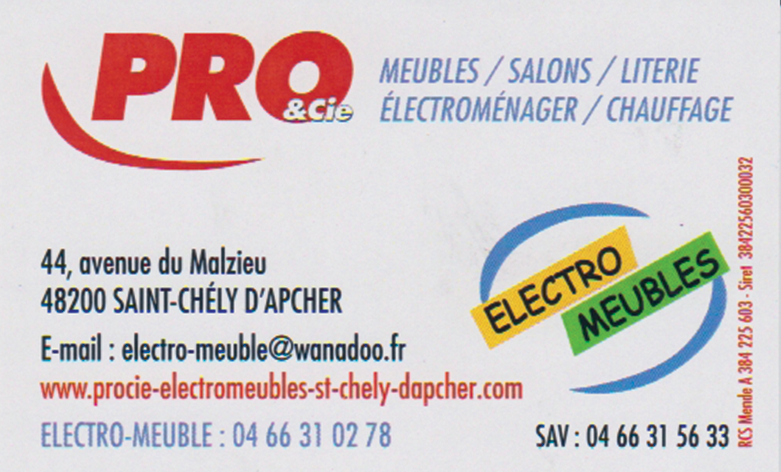 PRO
&Cie
MEUBLES / SALONS / LITERIE
ÉLECTROMÉNAGER / CHAUFFAGE
44, avenue du Malzieu
48200 SAINT-CHÉLY D'APCHER
E-mail : electro-meuble@wanadoo.fr
www.procie-electromeubles-st-chely-dapcher.com
ELECTRO-MEUBLE : 04 66 31 02 78
ELECTRO
MEUBLES
SAV : 04 66 31 56 33
RCS Mende A 384 225 603 - Siret 38422560300032